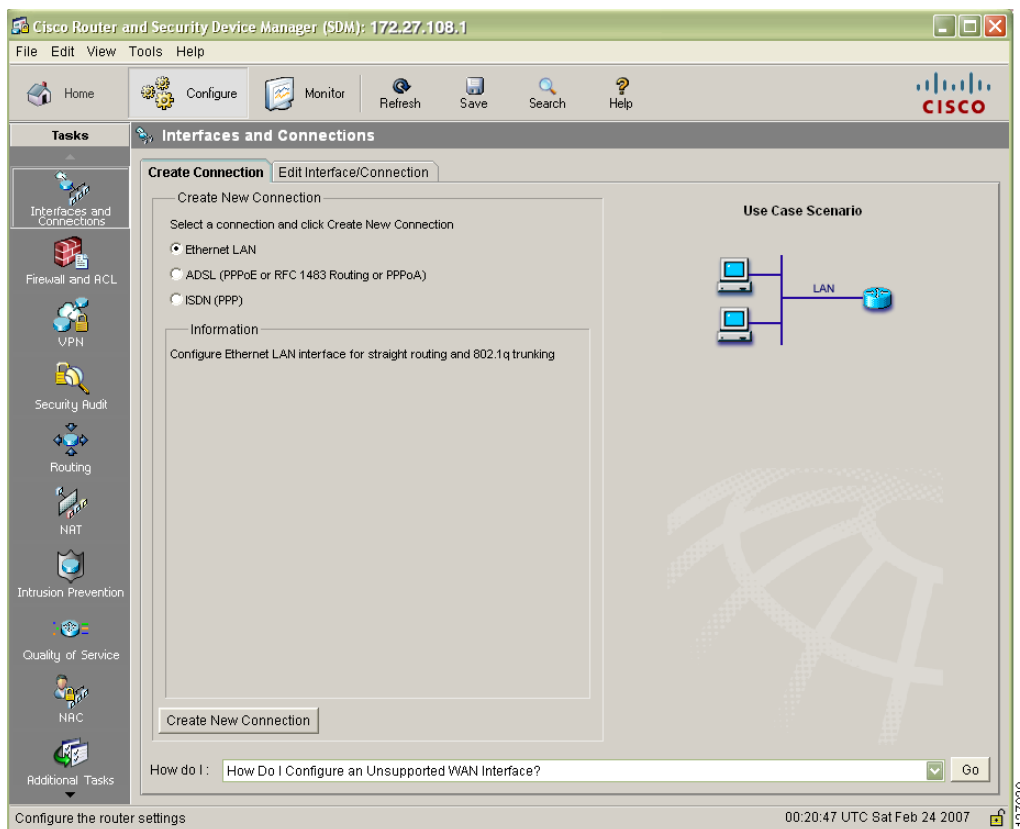 Cisco Router and Security Device Manager (SDM): 172.27.108.1
File Edit View Tools Help
Home
Configure
Monitor
Refresh
Save
Search
Help
CISCO
Tasks
Interfaces and Connections
Interfaces and
Connections
Firewall and ACL
VPN
Security Audit
Routing
NAT
Intrusion Prevention
Quality of Service
NAC
Additional Tasks
Create Connection
Edit Interface/Connection
Create New Connection
Select a connection and click Create New Connection
Ethernet LAN
ADSL (PPPoE or RFC 1483 Routing or PPPoA)
ISDN (PPP)
Information
Configure Ethernet LAN interface for straight routing and 802.1q trunking
Use Case Scenario
LAN
Create New Connection
How do I:
How Do I Configure an Unsupported WAN Interface?
Go
Configure the router settings
00:20:47 UTC Sat Feb 24 2007